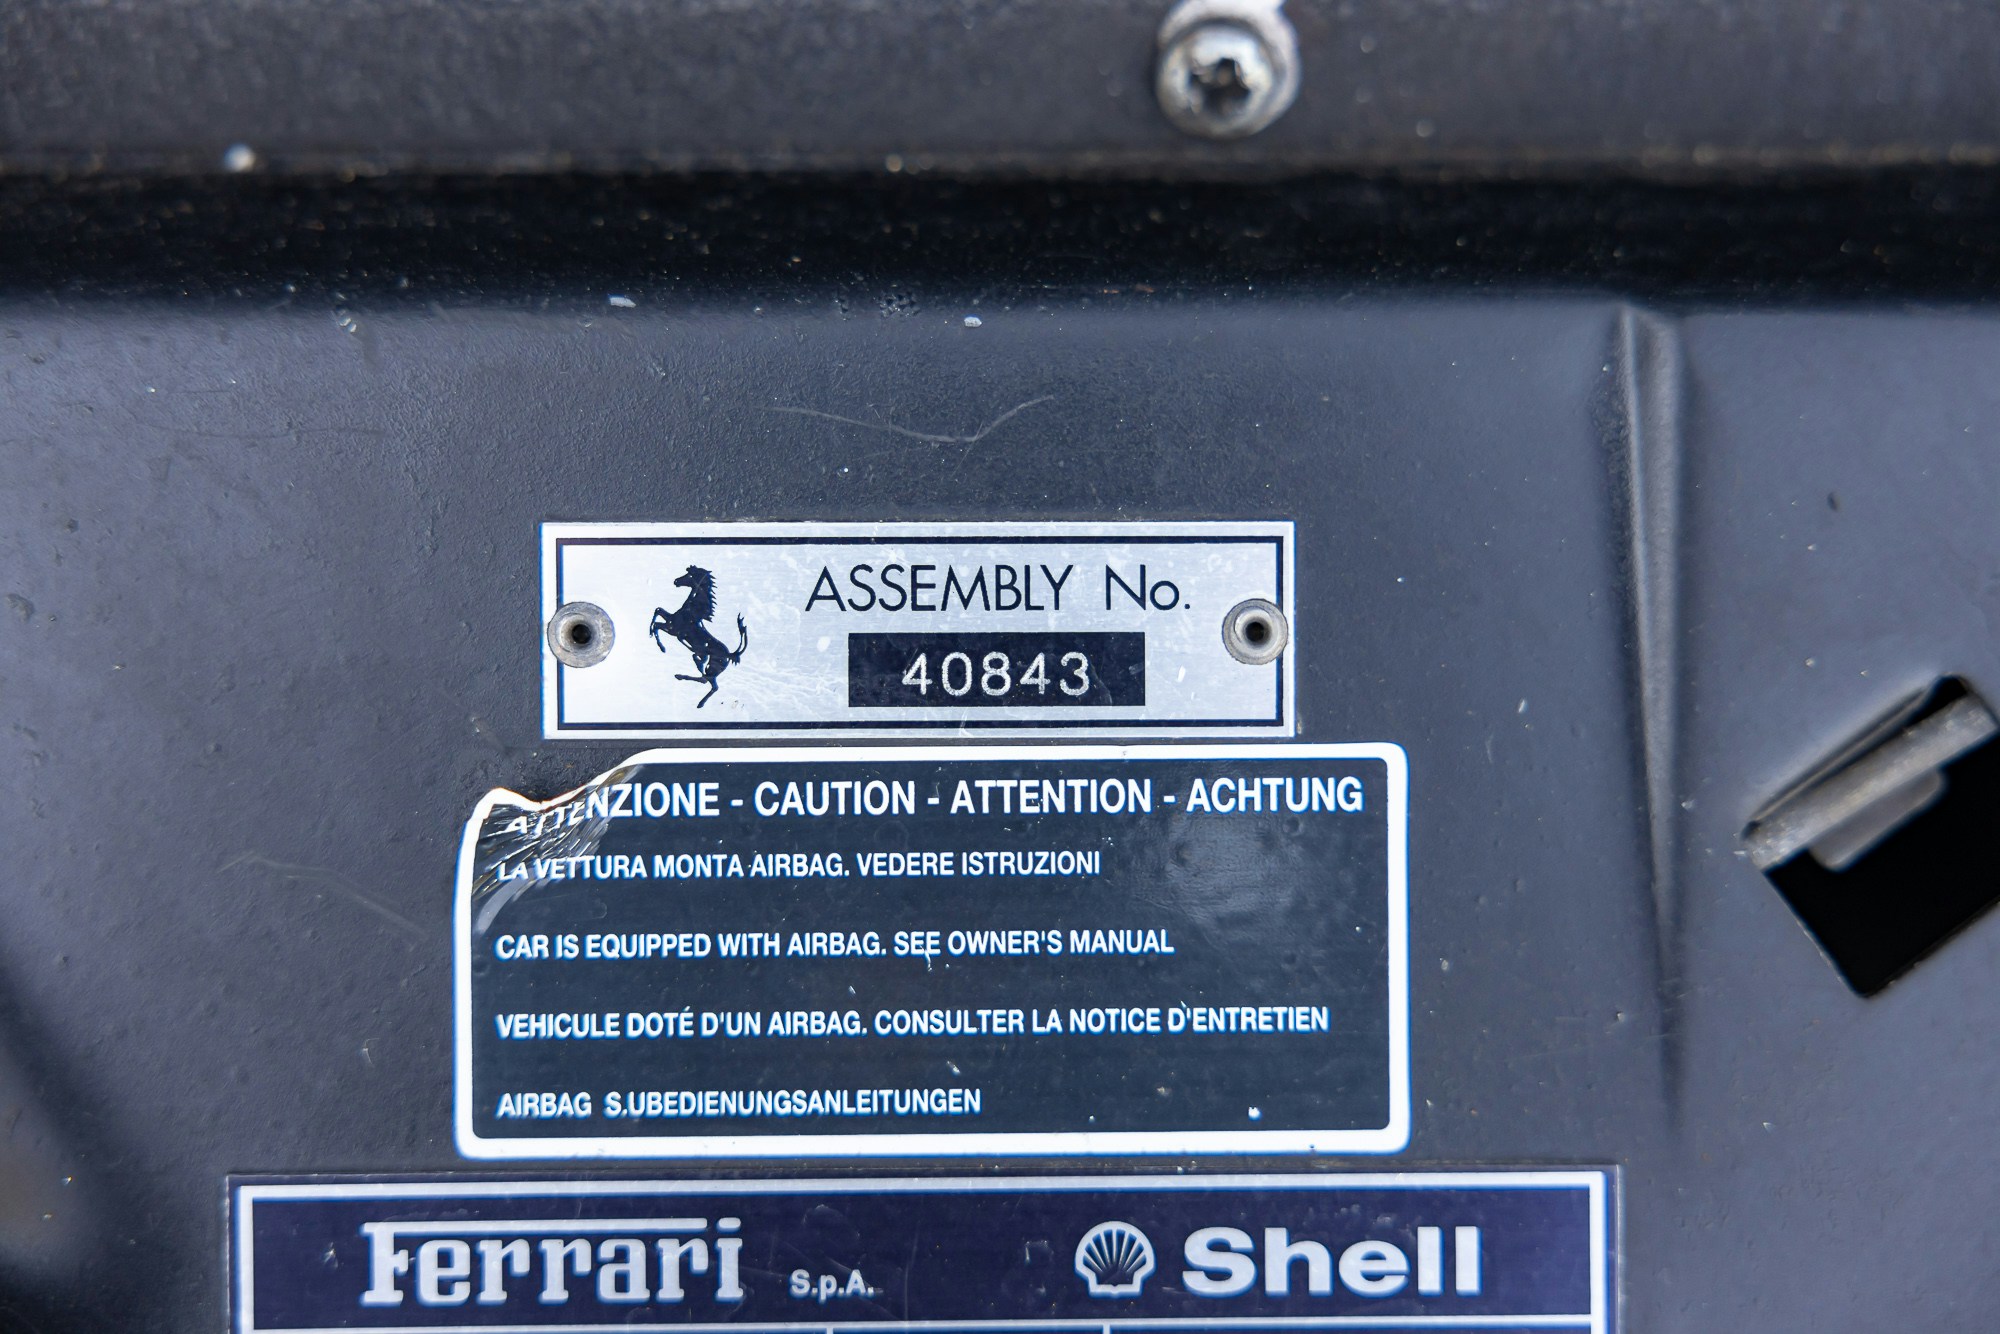 ASSEMBLY No.
40843
ATTENZIONE - CAUTION - ATTENTION - ACHTUNG
LA VETTURA MONTA AIRBAG. VEDERE ISTRUZIONI
CAR IS EQUIPPED WITH AIRBAG. SEE OWNER'S MANUAL
VEHICULE DOTÉ D'UN AIRBAG. CONSULTER LA NOTICE D'ENTRETIEN
AIRBAG S.UBEDIENUNGSANLEITUNGEN
Ferrari S.p.A. Shell